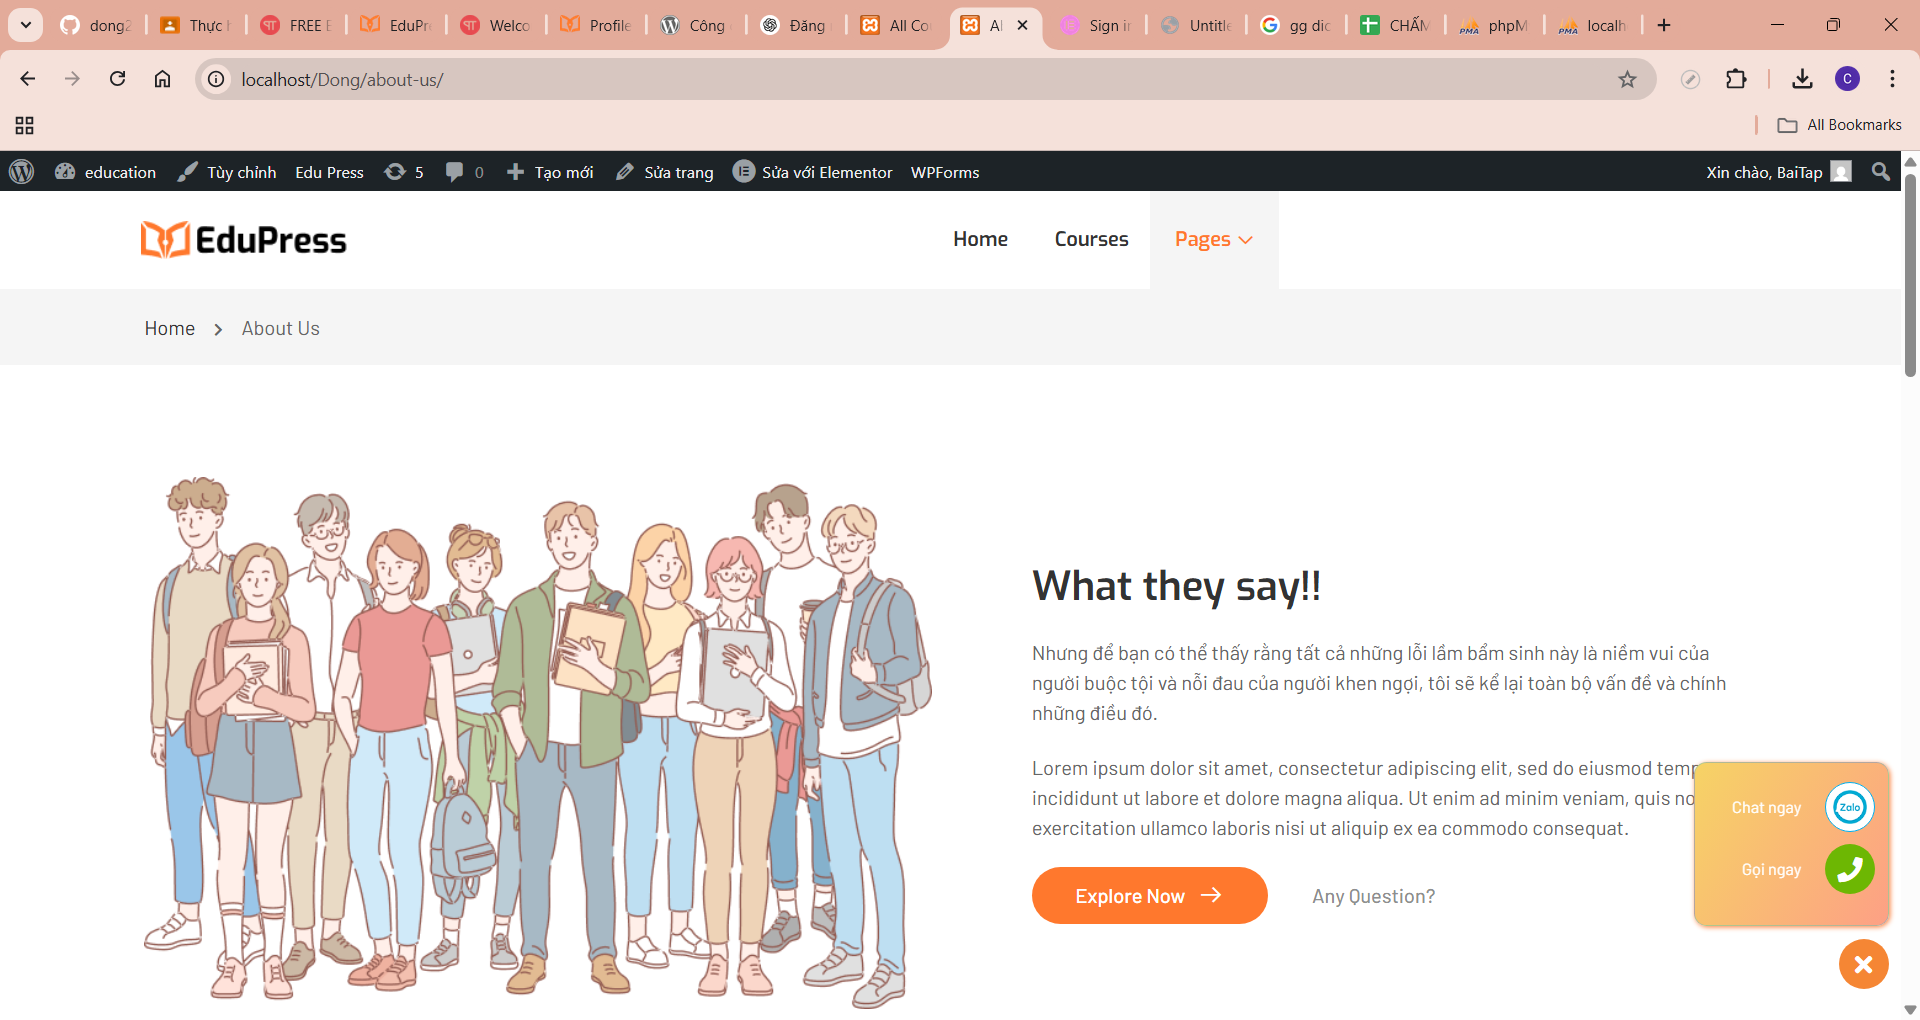 dong2
Thực h
FREE E
EduPre
Welco
Profile
Công
Đăng
All Cou
Al
Sign in
Untitle
gg dic
CHẤM
phpM
localh
localhost/Dong/about-us/
All Bookmarks
education
Tùy chỉnh
Edu Press
5
0
Tạo mới
Sửa trang
Sửa với Elementor
WPForms
Xin chào, BaiTap
EduPress
Home
Courses
Pages
Home
About Us
What they say!!
Nhưng để bạn có thể thấy rằng tất cả những lỗi lầm bẩm sinh này là niềm vui của
người buộc tội và nỗi đau của người khen ngợi, tôi sẽ kể lại toàn bộ vấn đề và chính
những điều đó.
Lorem ipsum dolor sit amet, consectetur adipiscing elit, sed do eiusmod temp
incididunt ut labore et dolore magna aliqua. Ut enim ad minim veniam, quis no
exercitation ullamco laboris nisi ut aliquip ex ea commodo consequat.
Chat ngay
Zalo
Gọi ngay
Explore Now
Any Question?